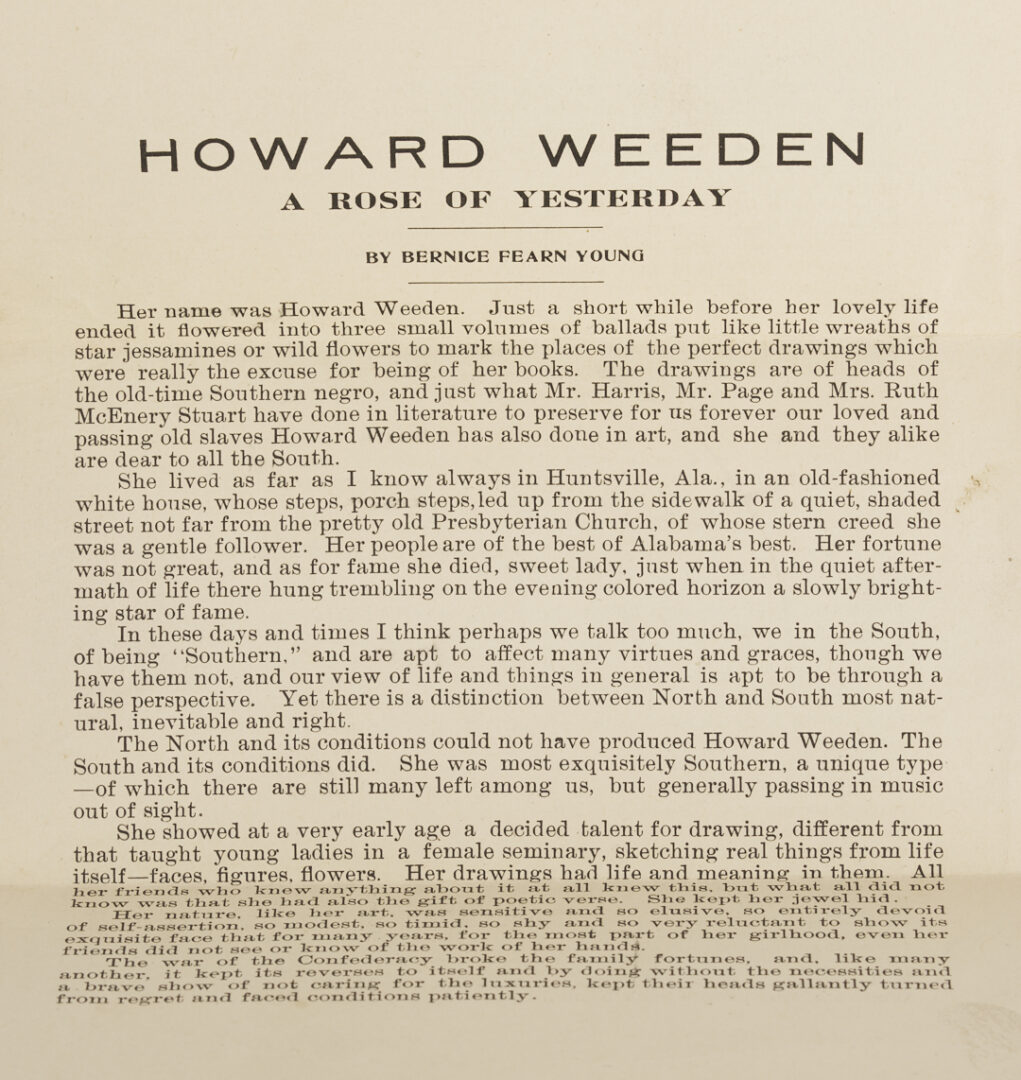 HOWARD WEEDEN
A ROSE OF YESTERDAY
BY BERNICE FEARN YOUNG
Her name was Howard Weeden. Just a short while before her lovely life
ended it flowered into three small volumes of ballads put like little wreaths of
star jessamines or wild flowers to mark the places of the perfect drawings which
were really the excuse for being of her books. The drawings are of heads of
the old-time Southern negro, and just what Mr. Harris, Mr. Page and Mrs. Ruth
McEnery Stuart have done in literature to preserve for us forever our loved and
passing old slaves Howard Weeden has also done in art, and she and they alike
are dear to all the South.
She lived as far as I know always in Huntsville, Ala., in an old-fashioned
white house, whose steps, porch steps, led up from the sidewalk of a quiet, shaded
street not far from the pretty old Presbyterian Church, of whose stern creed she
was a gentle follower. Her people are of the best of Alabama's best. Her fortune
was not great, and as for fame she died, sweet lady, just when in the quiet after-
math of life there hung trembling on the evening colored horizon a slowly bright-
ing star of fame.
In these days and times I think perhaps we talk too much, we in the South,
of being "Southern," and are apt to affect many virtues and graces, though we
have them not, and our view of life and things in general is apt to be through a
false perspective. Yet there is a distinction between North and South most nat-
ural, inevitable and right.
The North and its conditions could not have produced Howard Weeden. The
South and its conditions did. She was most exquisitely Southern, a unique type
—of which there are still many left among us, but generally passing in music
out of sight.
She showed at a very early age a decided talent for drawing, different from
that taught young ladies in a female seminary, sketching real things from life
itself—faces, figures, flowers. Her drawings had life and meaning in them. All
her friends who knew anything about it at all knew this, but what all did not
know was that she had also the gift of poetic verse. She kept her jewel hid.
Her nature, like her art, was sensitive and so elusive, so entirely devoid
of self-assertion, so modest, so timid, so shy and so very reluctant to show its
exquisite face that for many years, for the most part of her girlhood, even her
friends did not see or know of the work of her hands.
The war of the Confederacy broke the family fortunes, and, like many
another, it kept its reverses to itself and by doing without the necessities and
a brave show of not caring for the luxuries, kept their heads gallantly turned
from regret and faced conditions patiently.